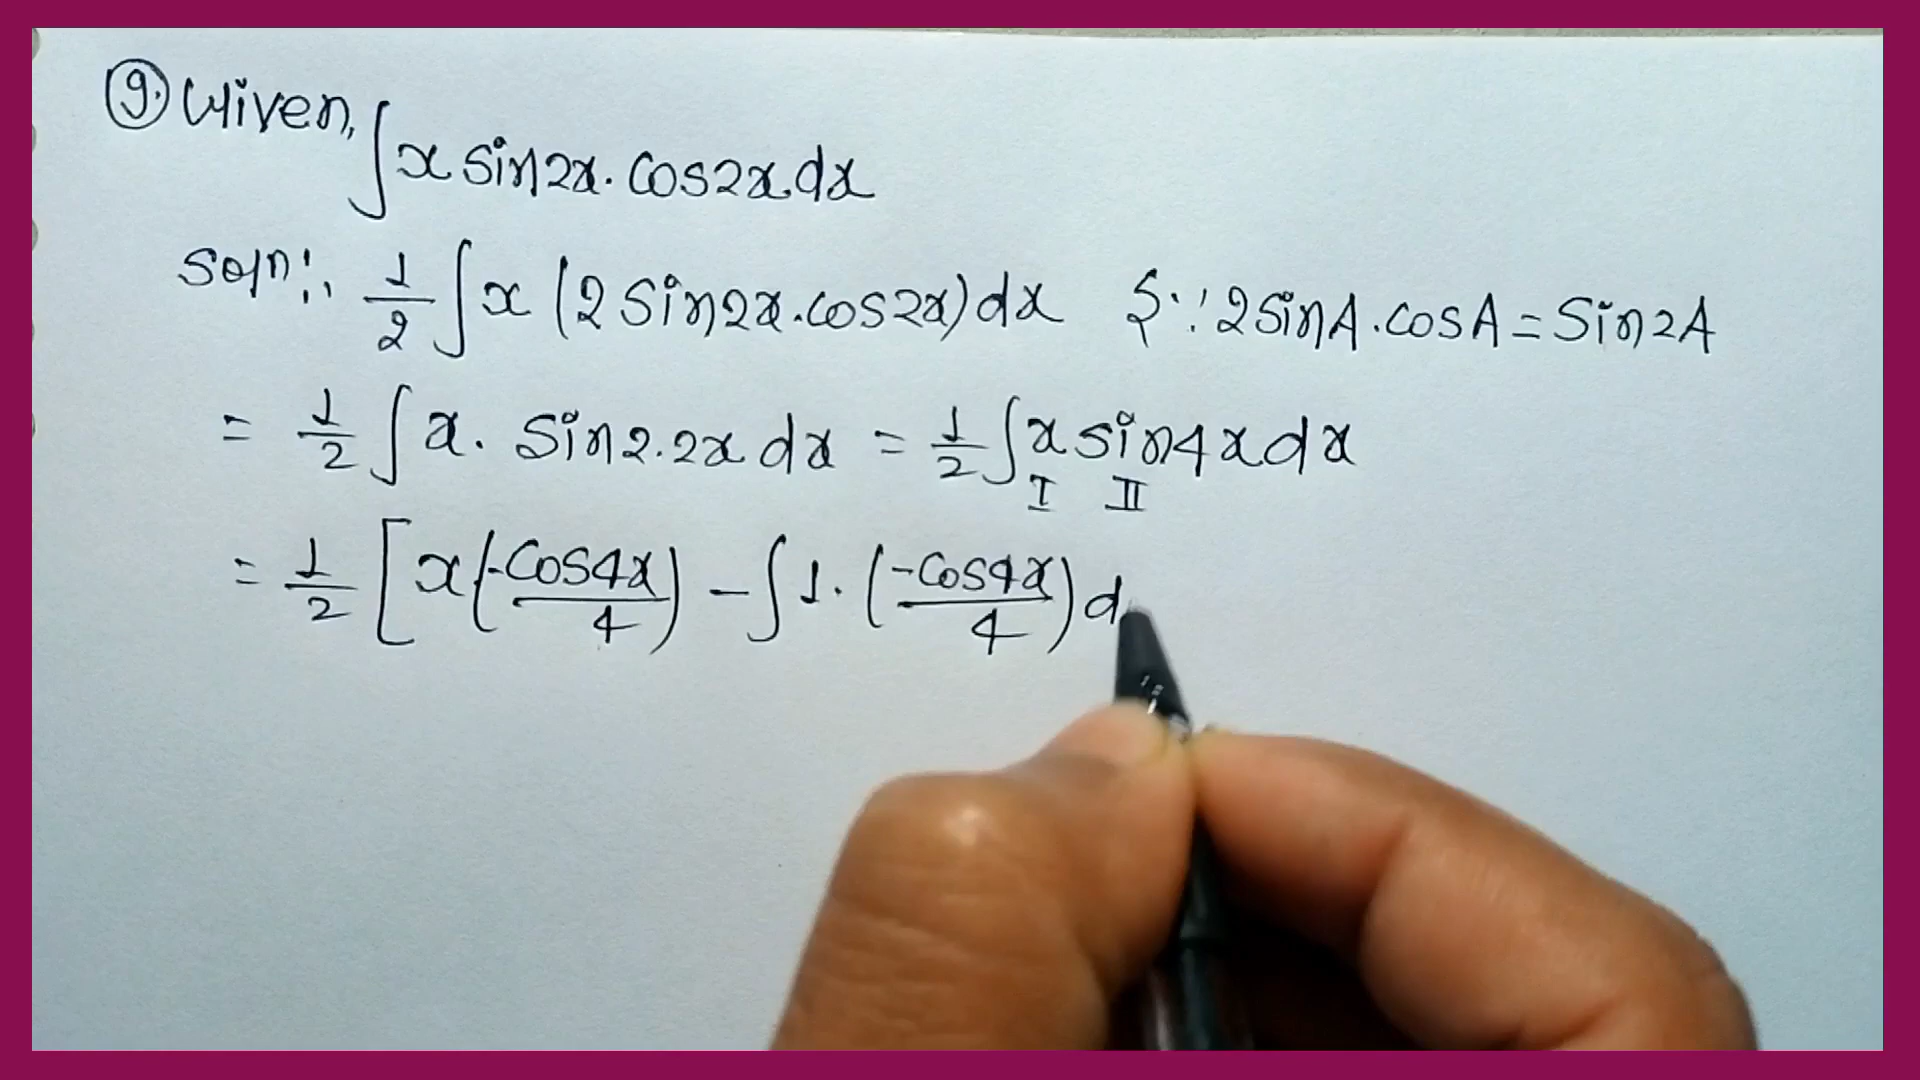 9. Given, ∫x sin2x. cos2x.dx
Soln:. 1/2 ∫x (2 sin2x.cos2x)dx {∵ 2sinA.cosA = Sin2A
= 1/2 ∫x. Sin2.2x dx = 1/2 ∫x sin4x dx
I II
= 1/2 [x(-Cos4x/4) - ∫1. (-Cos4x/4) d